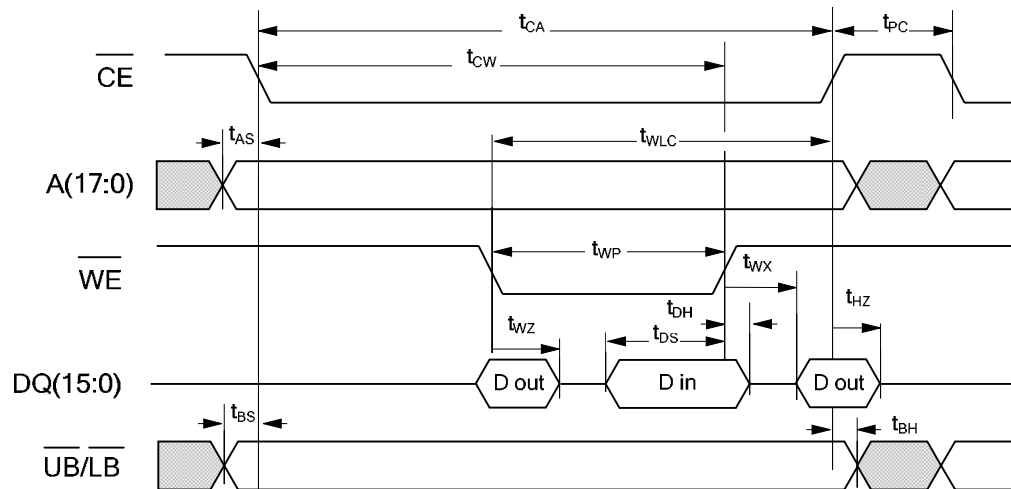 tCA
tPC
tCW
CE
tAS
tWLC
A(17:0)
tWP
WE
tWX
tDH
tHZ
tWZ
tDS
DQ(15:0)
D out
D in
D out
tBS
tBH
UB/LB